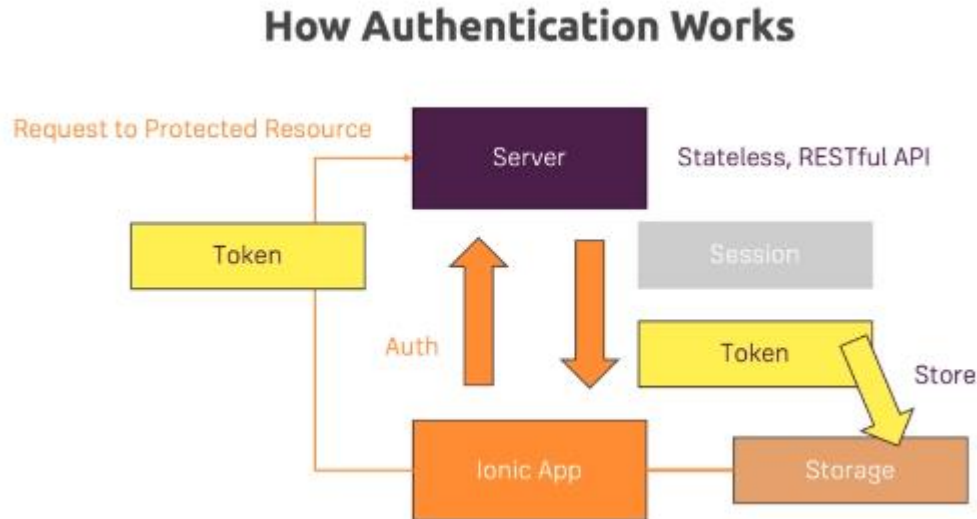 How Authentication Works
Request to Protected Resource
Server
Stateless, RESTful API
Token
Session
Auth
Token
Store
Ionic App
Storage